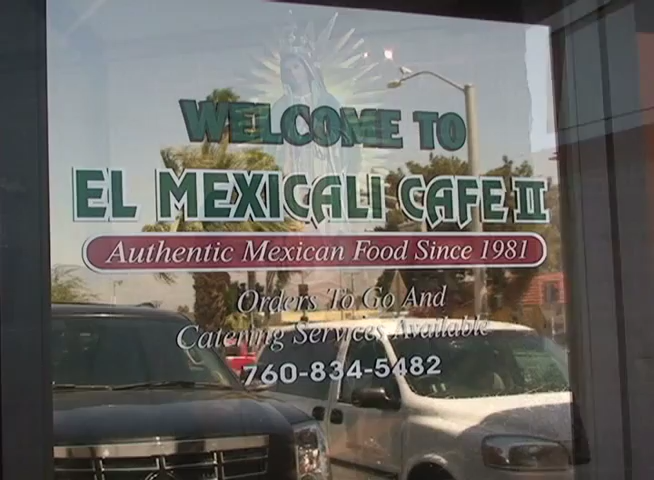 WELCOME TO
EL MEXICALI CAFE II
Authentic Mexican Food Since 1981
Orders To Go And
Catering Services Available
760-834-5482